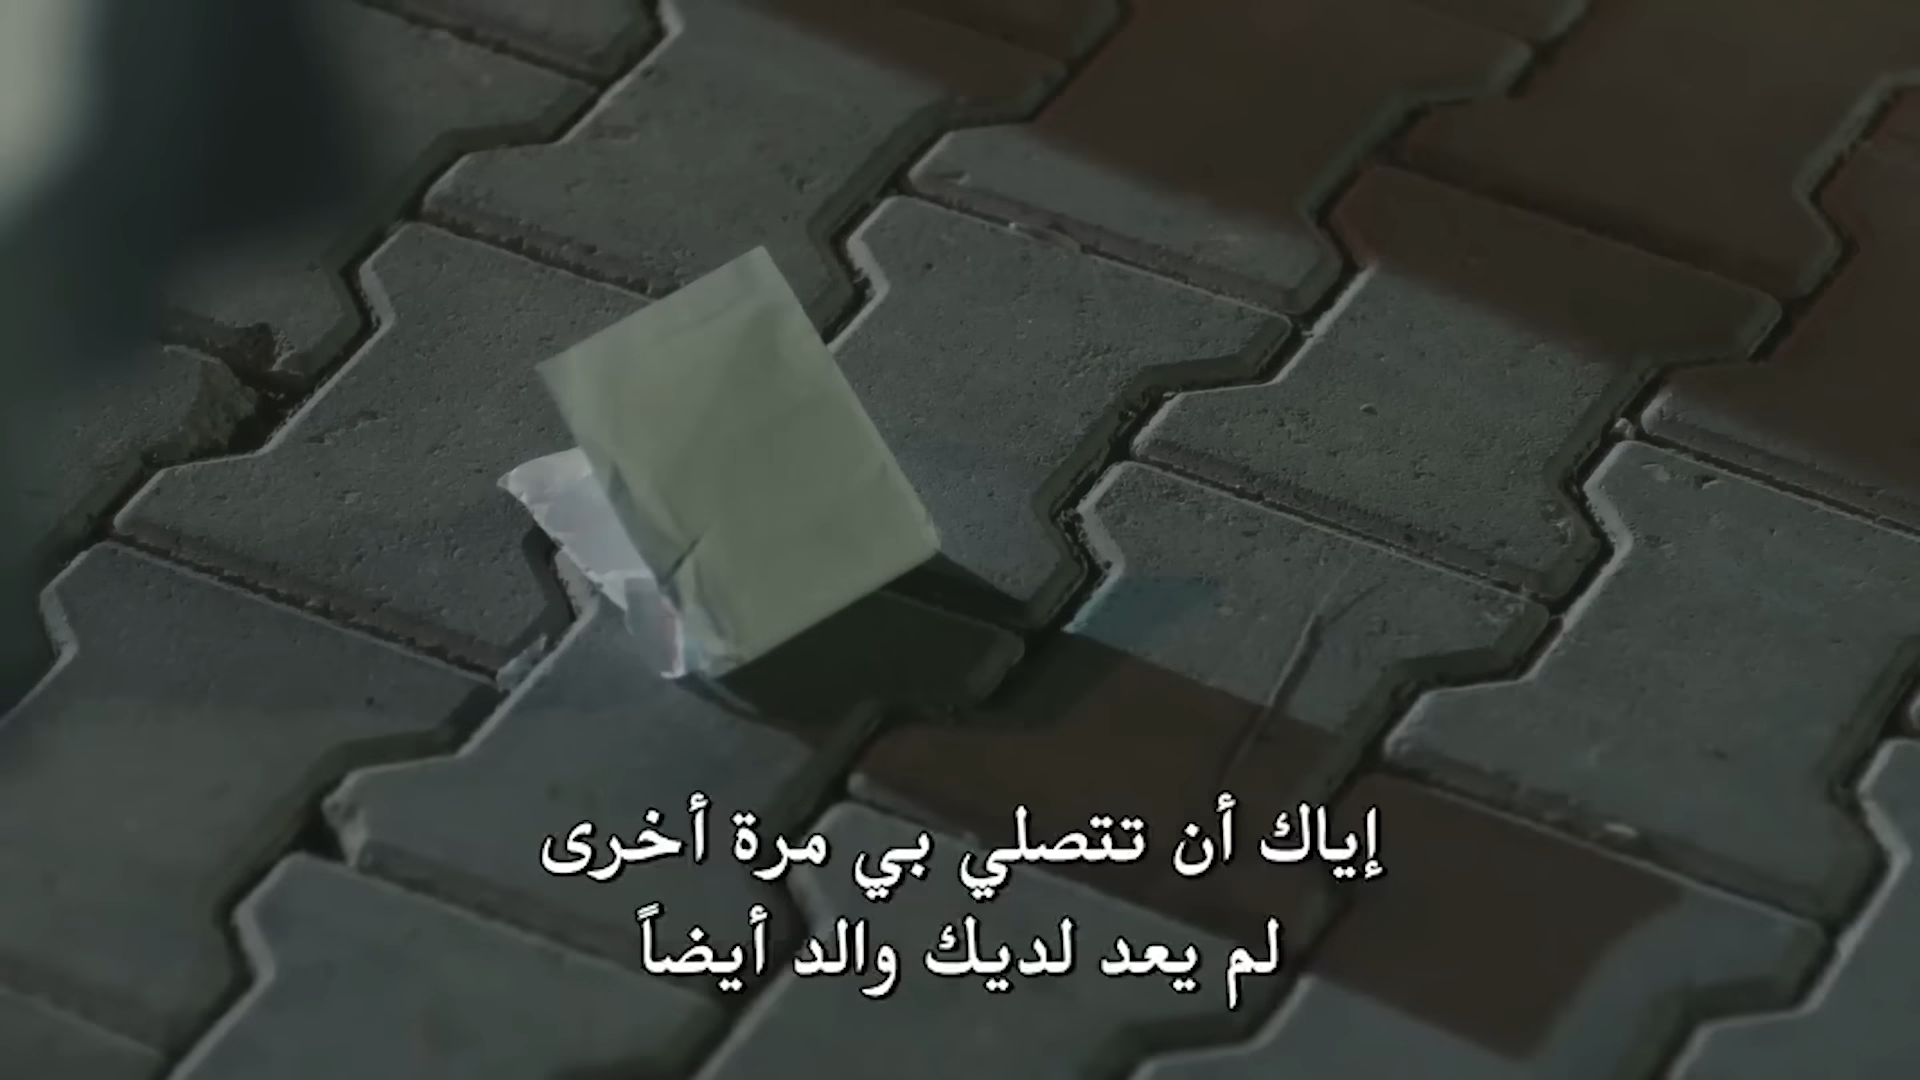 إياك أن تتصلي بي مرة أخرى
لم يعد لديك والد أيضاً